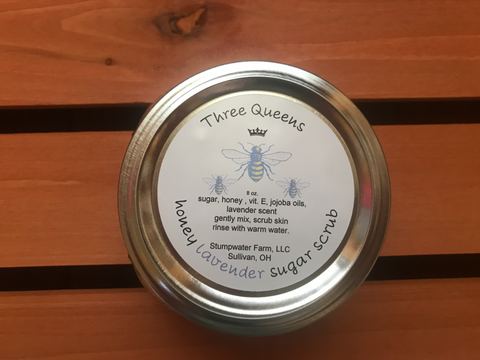 Three Queens
8 oz.
sugar, honey , vit. E, jojoba oils,
lavender scent
gently mix, scrub skin
rinse with warm water.
Stumpwater Farm, LLC
Sullivan, OH
honey lavender sugar scrub